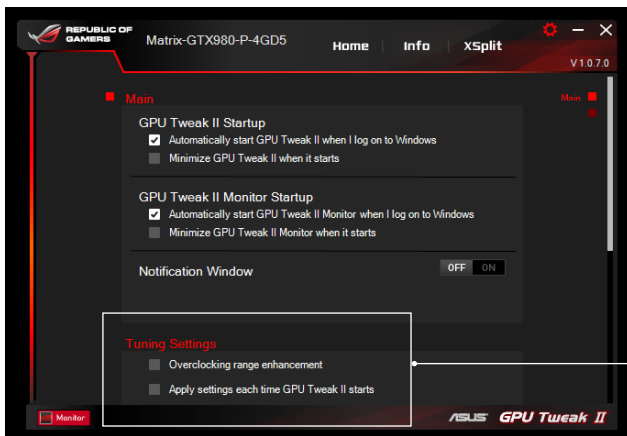 REPUBLIC OF
GAMERS
Matrix-GTX980-P-4GD5
Home
Info
XSplit
V 1.0.7.0
Main
Main
GPU Tweak II Startup
Automatically start GPU Tweak II when I log on to Windows
Minimize GPU Tweak II when it starts
GPU Tweak II Monitor Startup
Automatically start GPU Tweak II Monitor when I log on to Windows
Minimize GPU Tweak II Monitor when it starts
Notification Window
OFF ON
Tuning Settings
Overclocking range enhancement
Apply settings each time GPU Tweak II starts
Monitor
ASUS GPU Tweak II